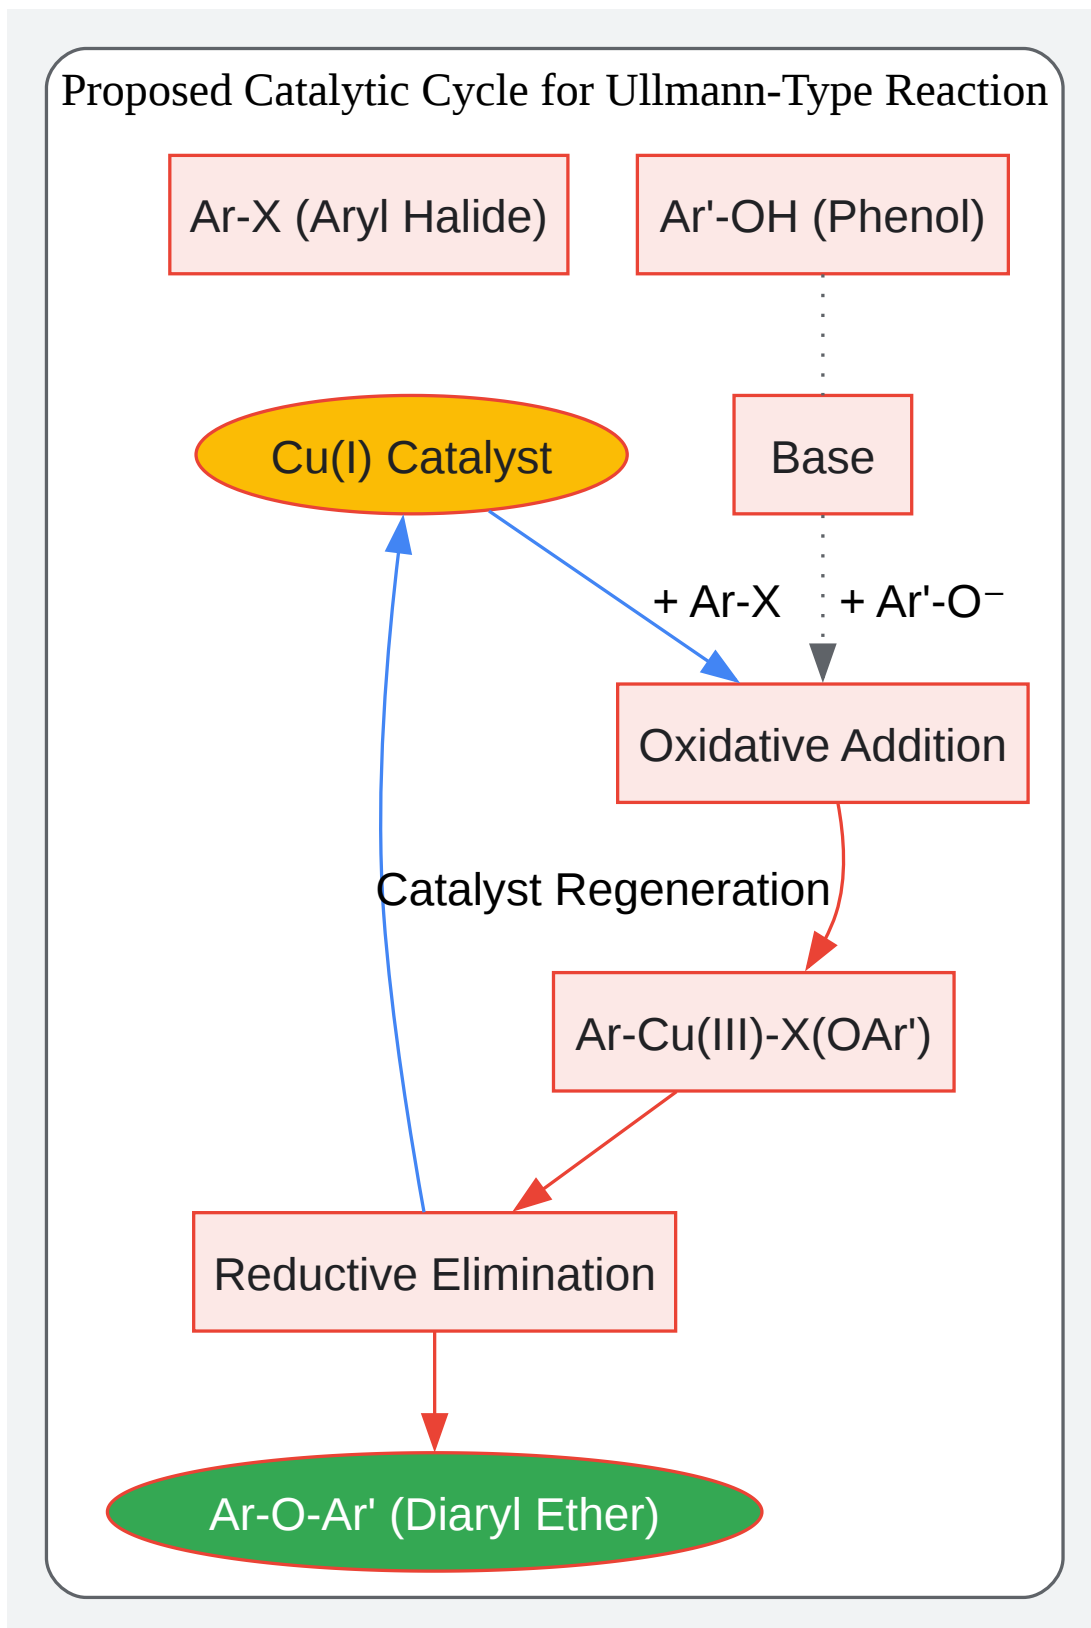 Proposed Catalytic Cycle for Ullmann-Type Reaction
Ar-X (Aryl Halide)
Ar'-OH (Phenol)
Cu(I) Catalyst
Base
+ Ar-X
+ Ar'-O⁻
Oxidative Addition
Catalyst Regeneration
Ar-Cu(III)-X(OAr')
Reductive Elimination
Ar-O-Ar' (Diaryl Ether)